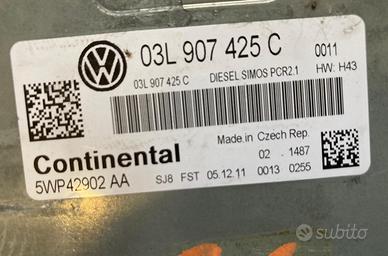 03L 907 425 C
0011
03L 907 425 C
DIESEL SIMOS PCR2.1
HW: H43
Made in Czech Rep.
Continental
02 1487
5WP42902 AA
SJ8 FST 05.12.11 0013 0255
subito